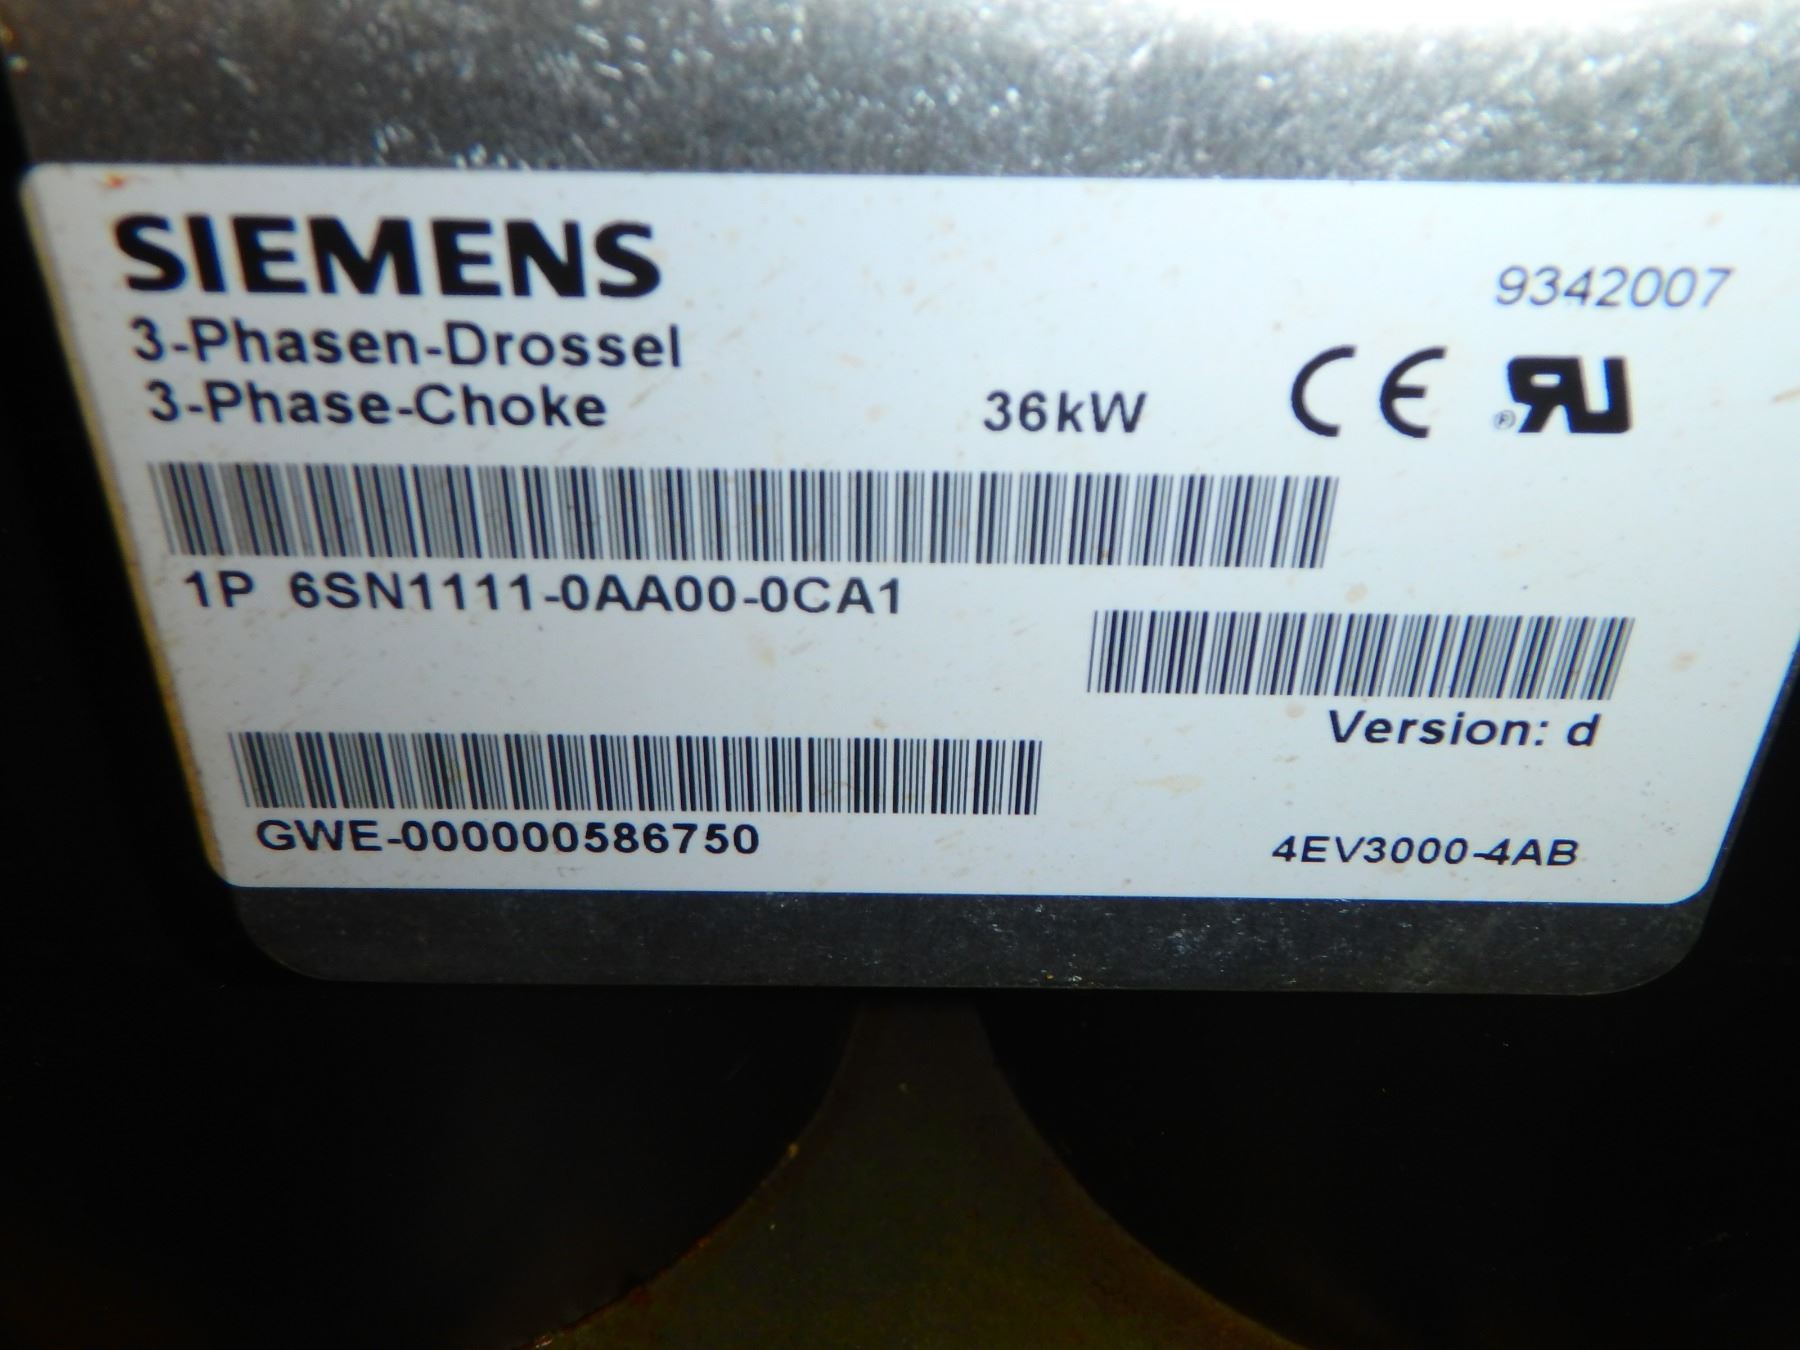 SIEMENS
9342007
3-Phasen-Drossel
3-Phase-Choke
36kW
CE ®RU
1P 6SN1111-0AA00-0CA1
Version: d
GWE-000000586750
4EV3000-4AB